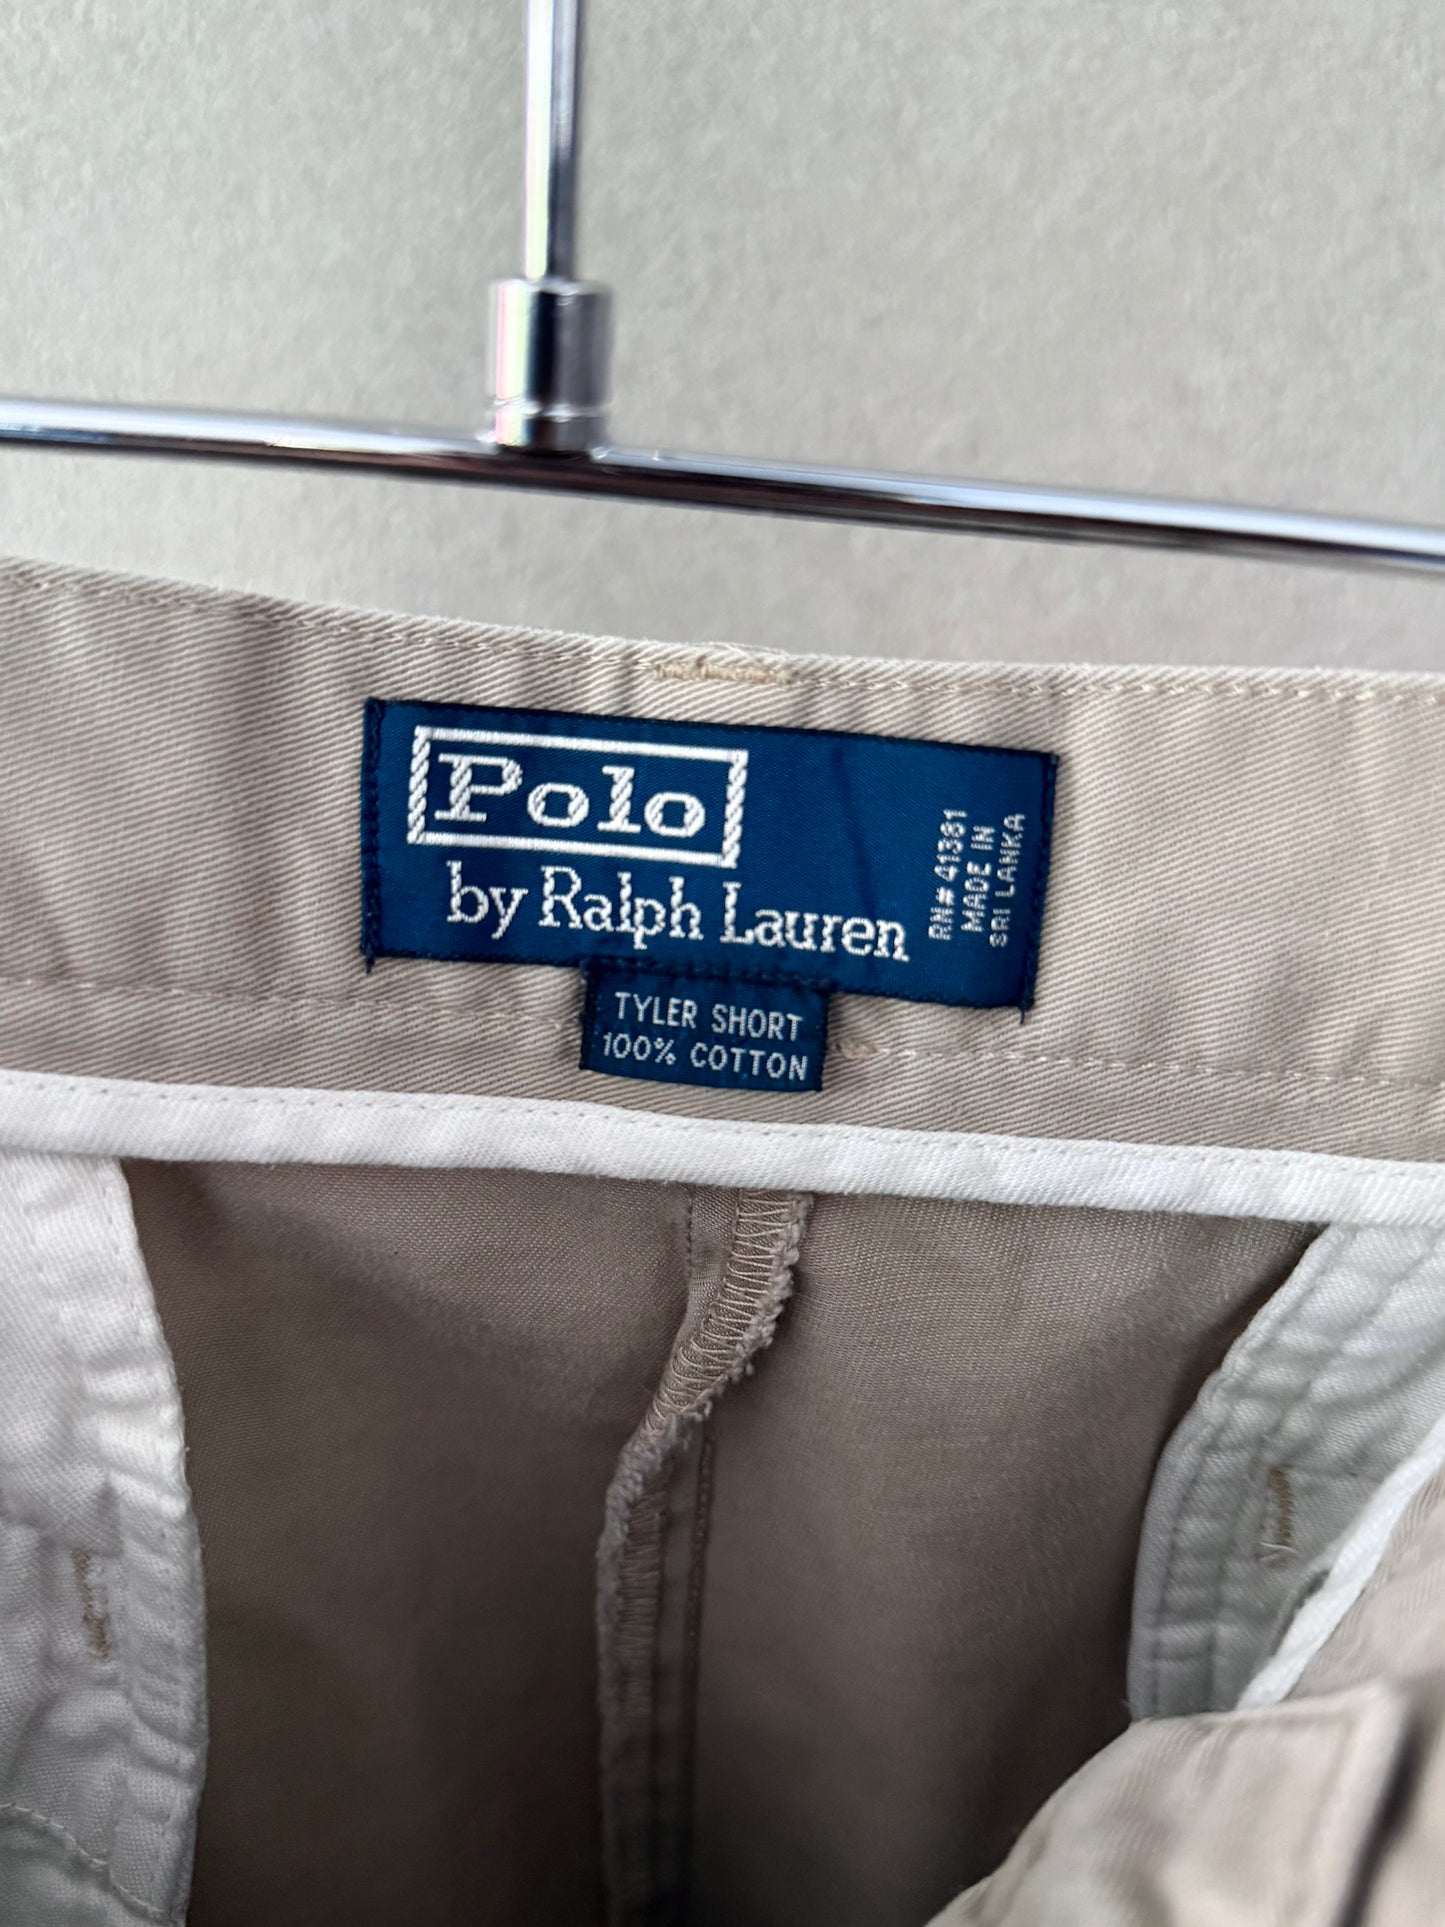 Polo
by Ralph Lauren
RN# 41381
MADE IN
SRI LANKA
TYLER SHORT
100% COTTON